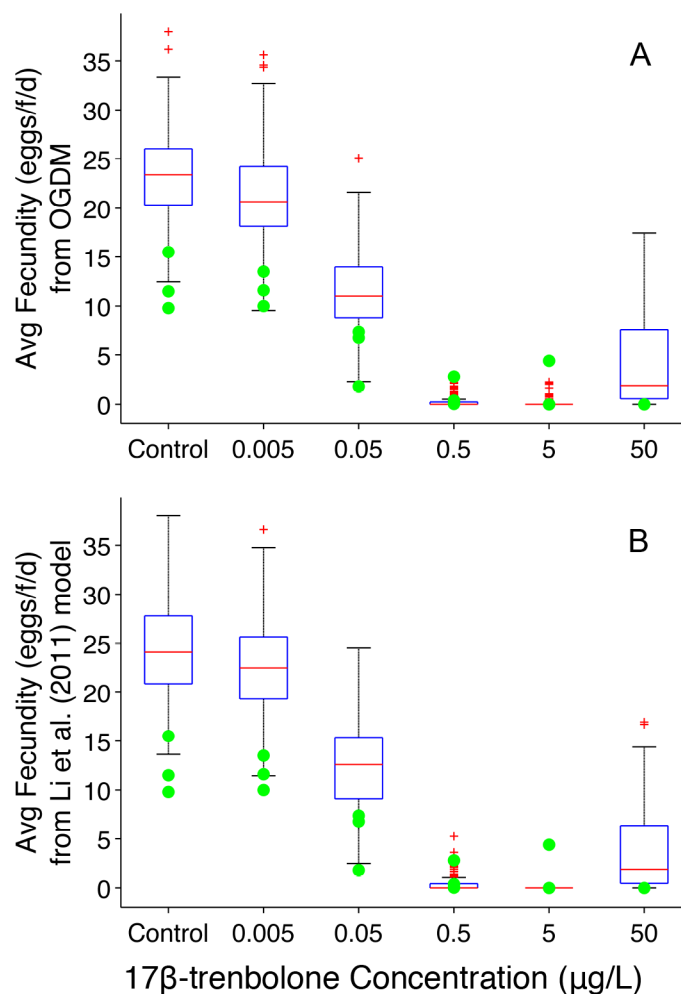 A
Avg Fecundity (eggs/f/d)
from OGDM
35
30
25
20
15
10
5
0
Control 0.005 0.05 0.5 5 50
B
Avg Fecundity (eggs/f/d)
from Li et al. (2011) model
35
30
25
20
15
10
5
0
Control 0.005 0.05 0.5 5 50
17β-trenbolone Concentration (μg/L)